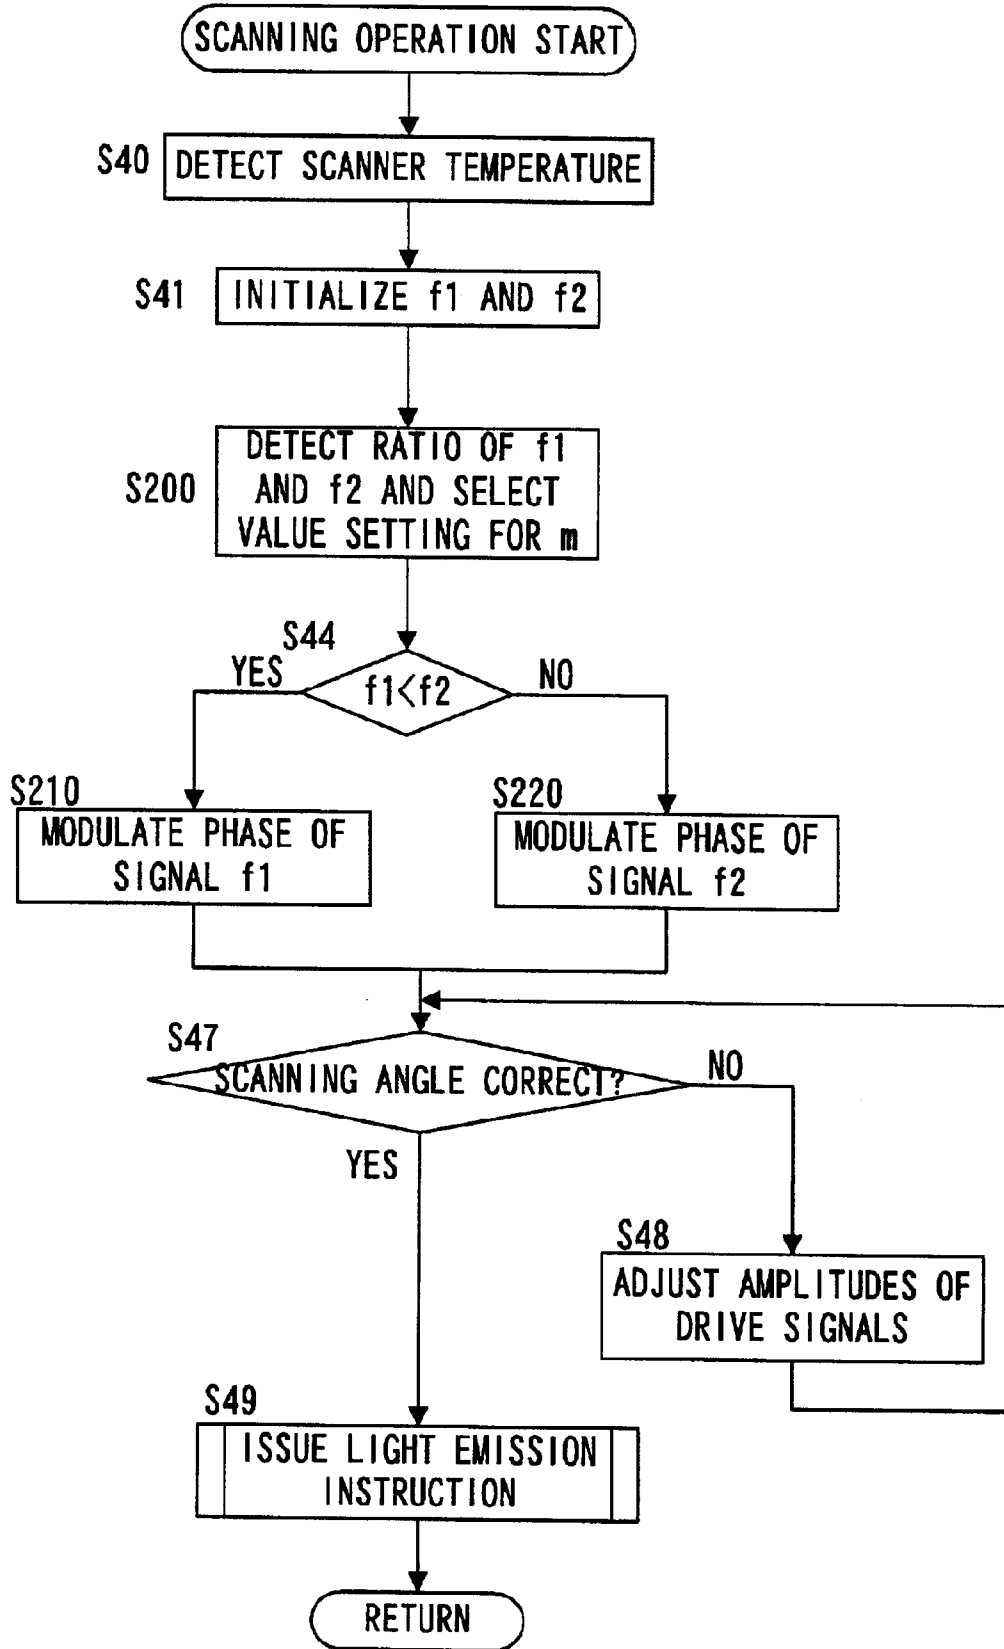 SCANNING OPERATION START
S40
DETECT SCANNER TEMPERATURE
S41
INITIALIZE f1 AND f2
S200
DETECT RATIO OF f1
AND f2 AND SELECT
VALUE SETTING FOR m
S44
YES
f1<f2
NO
S210
MODULATE PHASE OF
SIGNAL f1
S220
MODULATE PHASE OF
SIGNAL f2
S47
SCANNING ANGLE CORRECT?
NO
YES
S48
ADJUST AMPLITUDES OF
DRIVE SIGNALS
S49
ISSUE LIGHT EMISSION
INSTRUCTION
RETURN